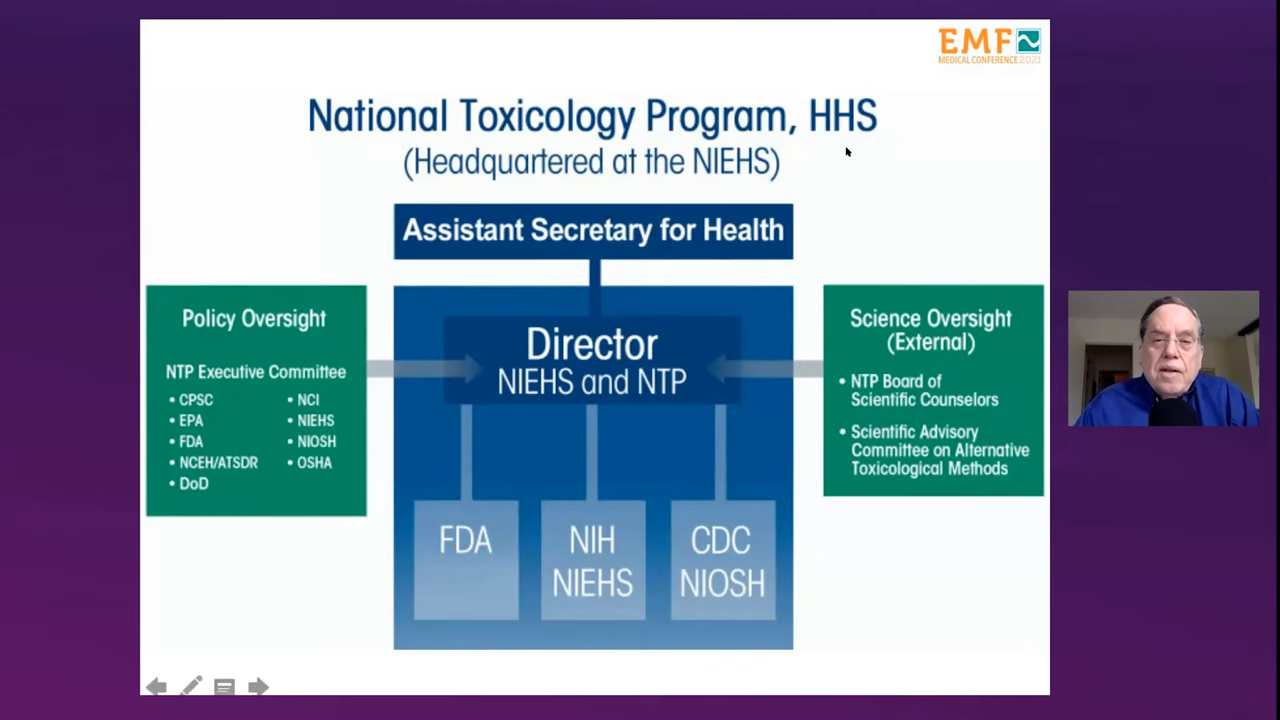 EMF
MEDICAL CONFERENCE 2021
National Toxicology Program, HHS
(Headquartered at the NIEHS)
Assistant Secretary for Health
Policy Oversight
NTP Executive Committee
• CPSC
• EPA
• FDA
• NCEH/ATSDR
• DoD
• NCI
• NIEHS
• NIOSH
• OSHA
Director
NIEHS and NTP
FDA
NIH
NIEHS
CDC
NIOSH
Science Oversight
(External)
• NTP Board of
Scientific Counselors
• Scientific Advisory
Committee on Alternative
Toxicological Methods